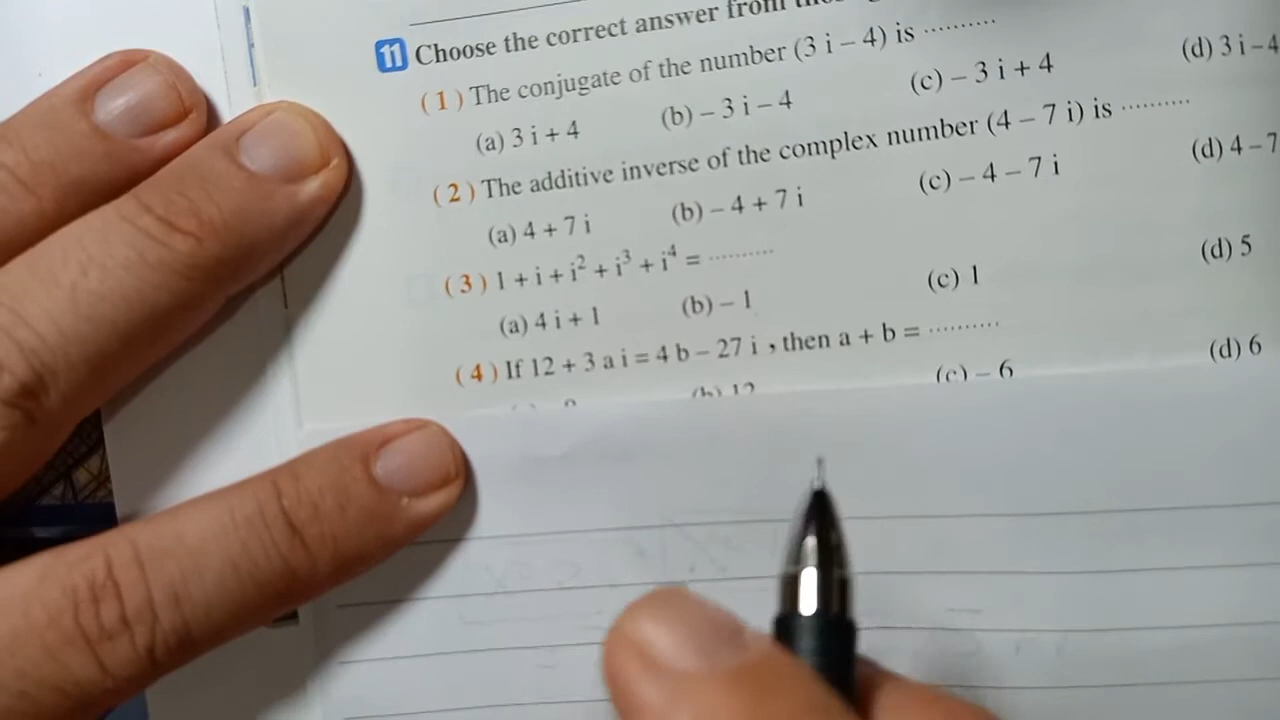 11 Choose the correct answer from
(1) The conjugate of the number (3 i – 4) is ..........
(a) 3 i + 4 (b) – 3 i – 4 (c) – 3 i + 4 (d) 3 i – 4
(2) The additive inverse of the complex number (4 – 7 i) is ..........
(a) 4 + 7 i (b) – 4 + 7 i (c) – 4 – 7 i (d) 4 – 7
(3) 1 + i + i² + i³ + i⁴ = ..........
(a) 4 i + 1 (b) – 1 (c) 1 (d) 5
(4) If 12 + 3 a i = 4 b – 27 i , then a + b = ..........
(b) 12 (c) – 6 (d) 6